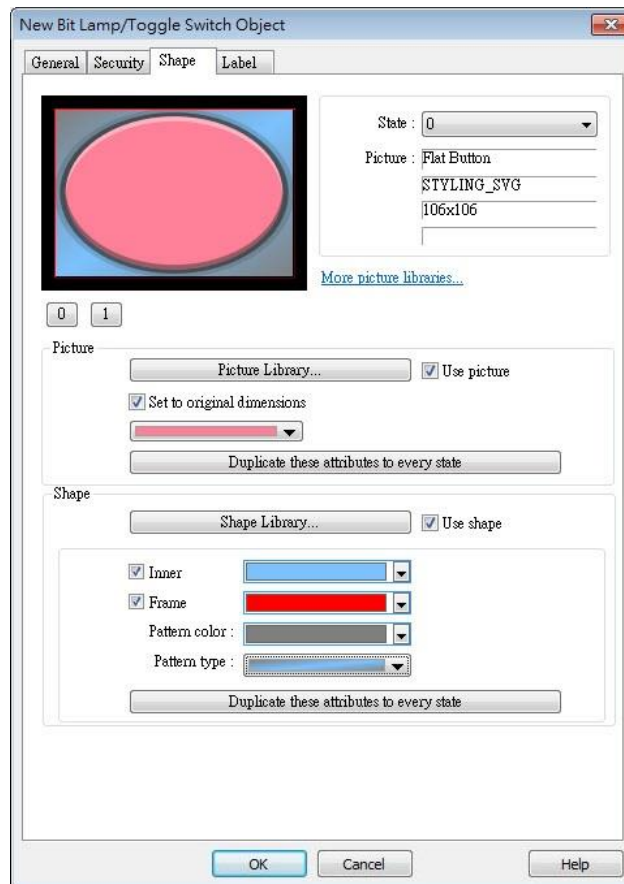 New Bit Lamp/Toggle Switch Object
General Security Shape Label
State : 0
Picture : Flat Button
STYLING_SVG
106x106
More picture libraries...
0 1
Picture
Picture Library... Use picture
Set to original dimensions
Duplicate these attributes to every state
Shape
Shape Library... Use shape
Inner
Frame
Pattern color :
Pattern type :
Duplicate these attributes to every state
OK Cancel Help